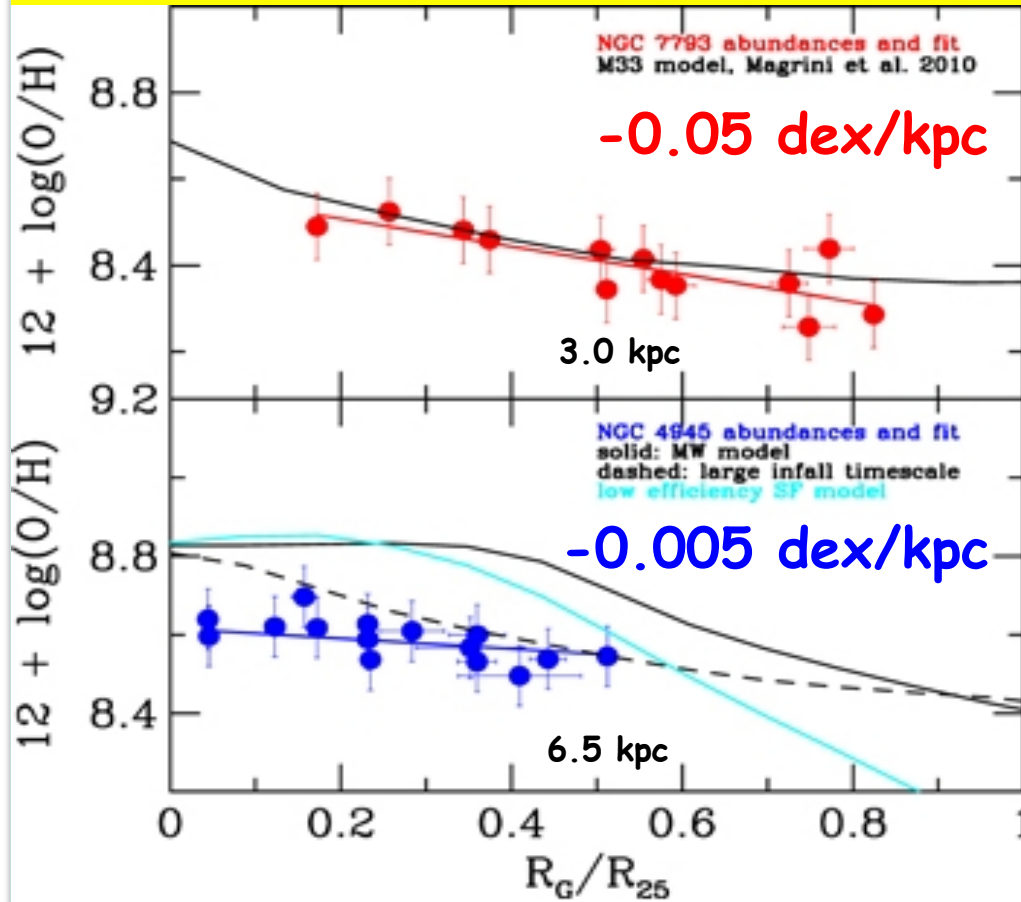 NGC 7793 abundances and fit
M33 model, Magrini et al. 2010
-0.05 dex/kpc
12 + log(O/H)
8.8
8.4
3.0 kpc
9.2
NGC 4945 abundances and fit
solid: MW model
dashed: large infall timescale
low efficiency SF model
-0.005 dex/kpc
12 + log(O/H)
8.8
8.4
6.5 kpc
0 0.2 0.4 0.6 0.8 1
R_G/R_25